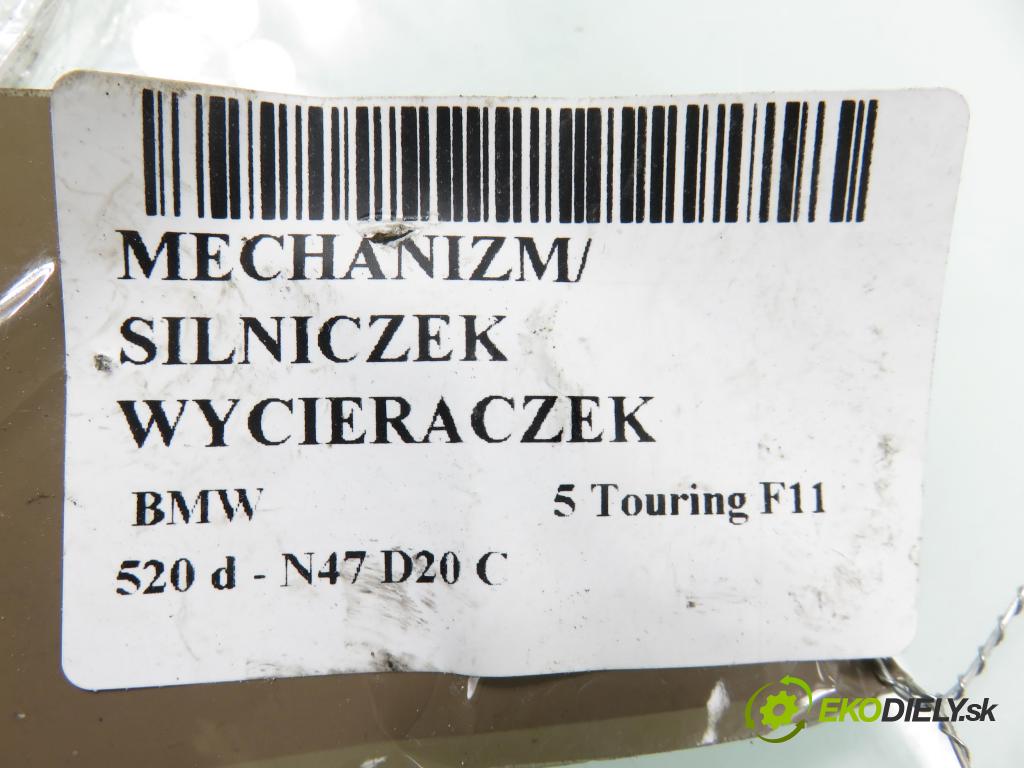 MECHANIZM/
SILNICZEK
WYCIERACZEK
BMW 5 Touring F11
520 d - N47 D20 C
EKODIELY.sk